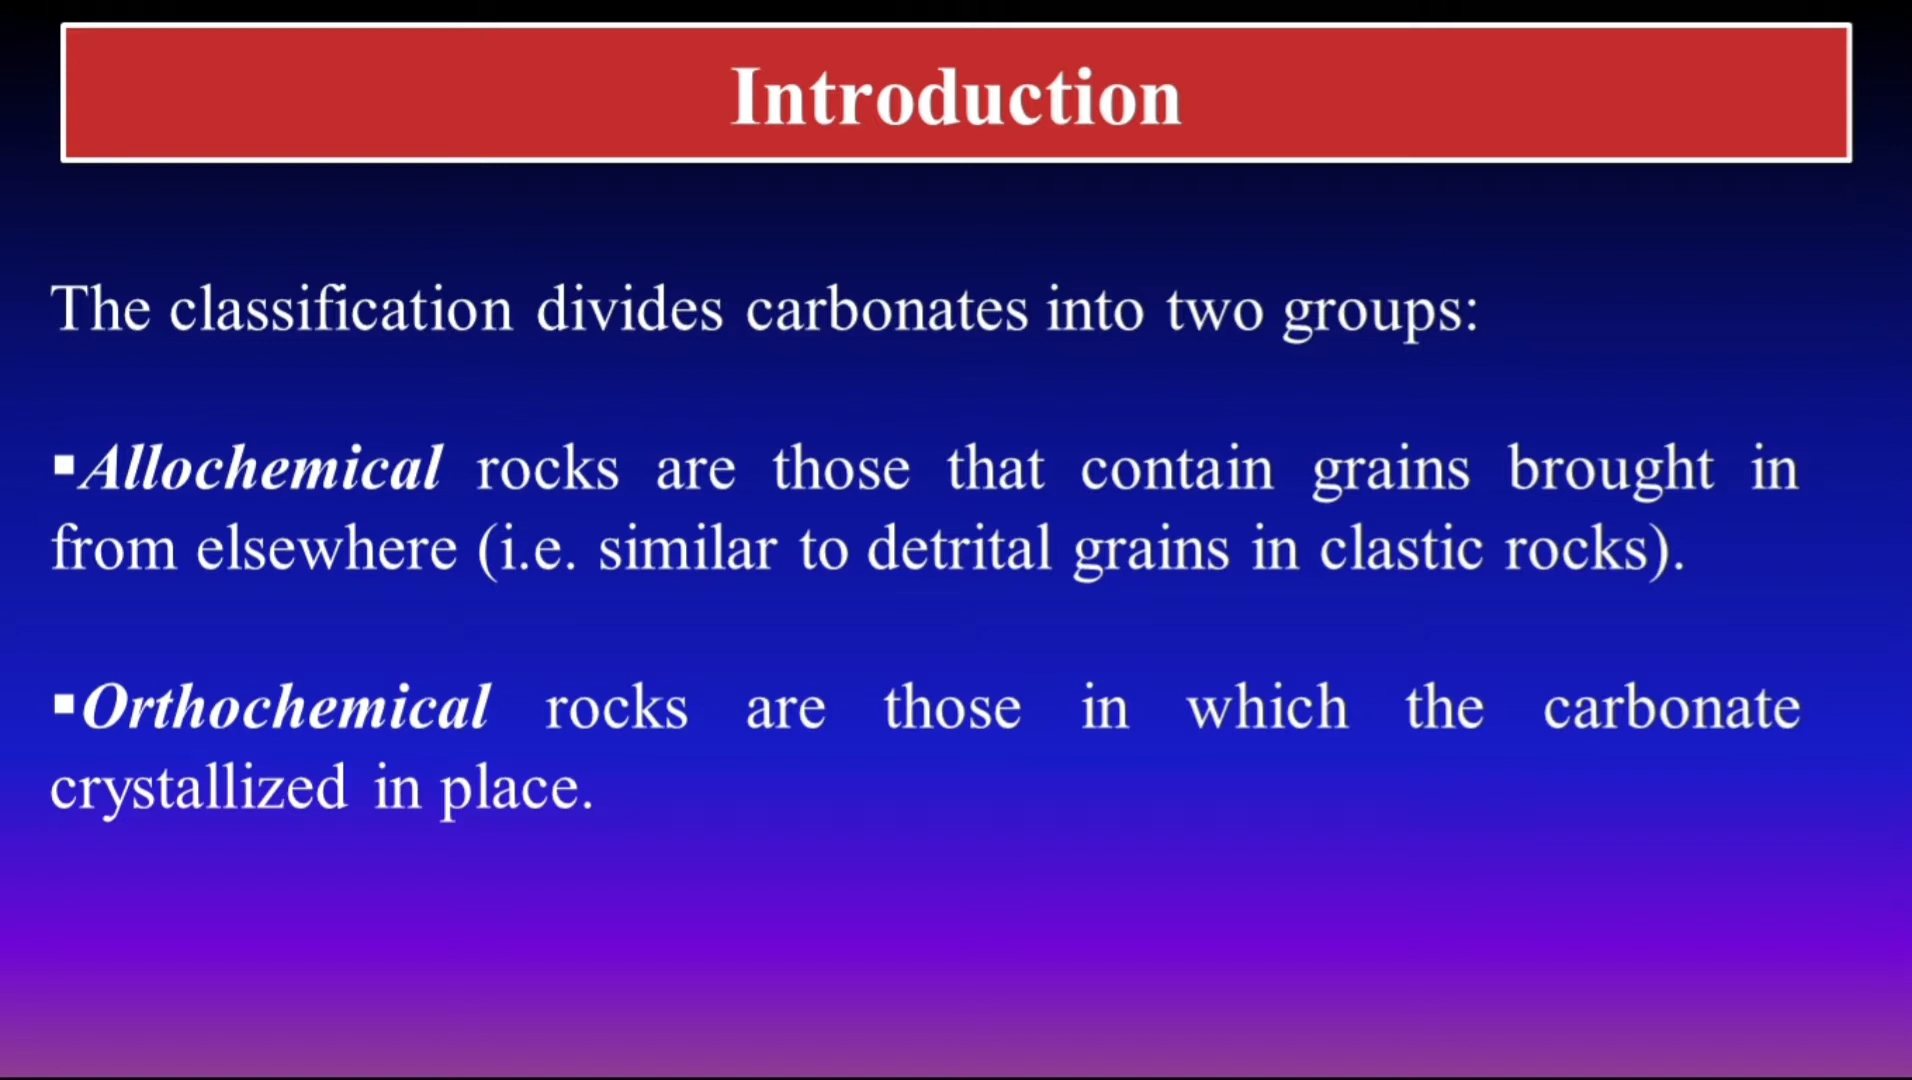 Introduction
The classification divides carbonates into two groups:
▪Allochemical rocks are those that contain grains brought in
from elsewhere (i.e. similar to detrital grains in clastic rocks).
▪Orthochemical rocks are those in which the carbonate
crystallized in place.